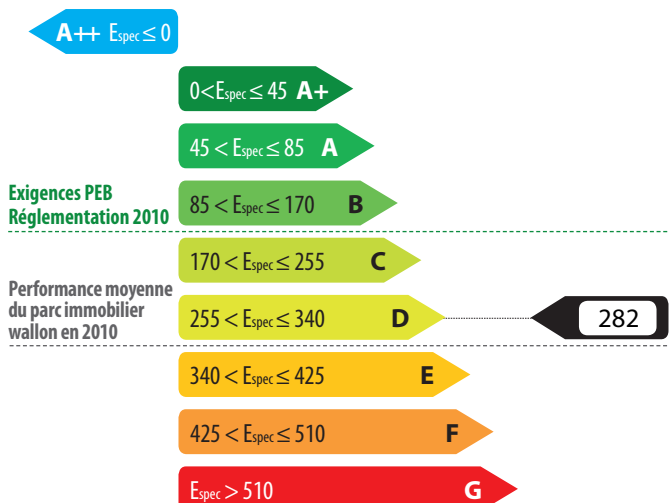 A++ Espec ≤ 0
0<Espec ≤ 45 A+
45 < Espec ≤ 85 A
Exigences PEB
Réglementation 2010
85 < Espec ≤ 170 B
170 < Espec ≤ 255 C
Performance moyenne
du parc immobilier
wallon en 2010
255 < Espec ≤ 340 D
282
340 < Espec ≤ 425 E
425 < Espec ≤ 510 F
Espec > 510 G